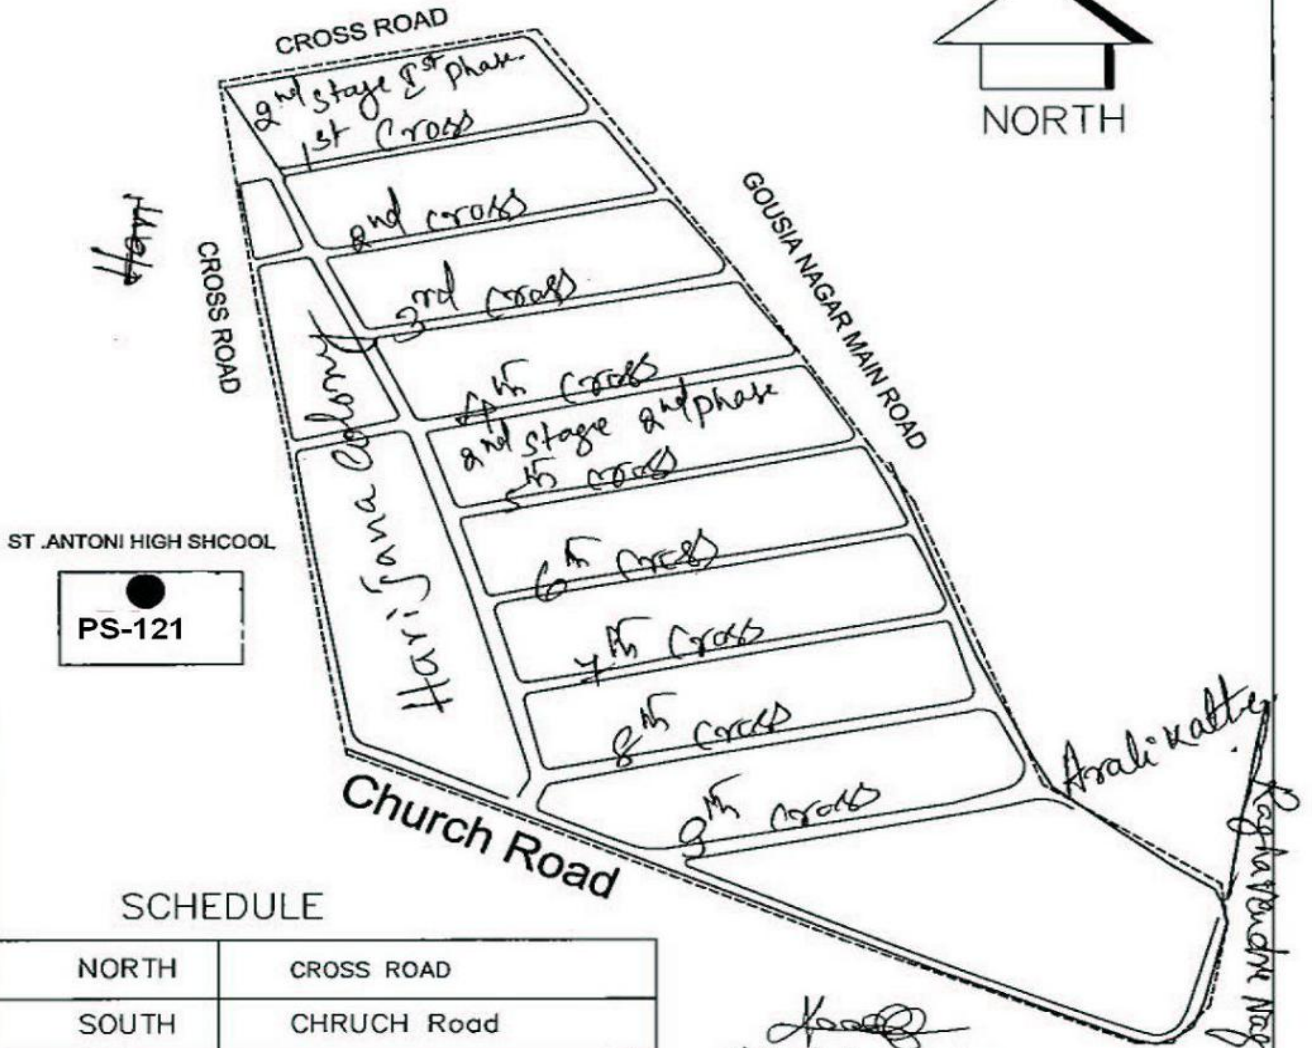 CROSS ROAD
NORTH
2nd Stage Ist phase
1st Cross
2nd cross
3rd Cross
4th Cross
2nd Stage 2nd phase
5th cross
6th Cross
7th Cross
8th Cross
9th Cross
CROSS ROAD
Harijana Colony
GOUSIA NAGAR MAIN ROAD
ST .ANTONI HIGH SHCOOL
PS-121
Church Road
Aralikatte
SCHEDULE
NORTH CROSS ROAD
SOUTH CHRUCH Road